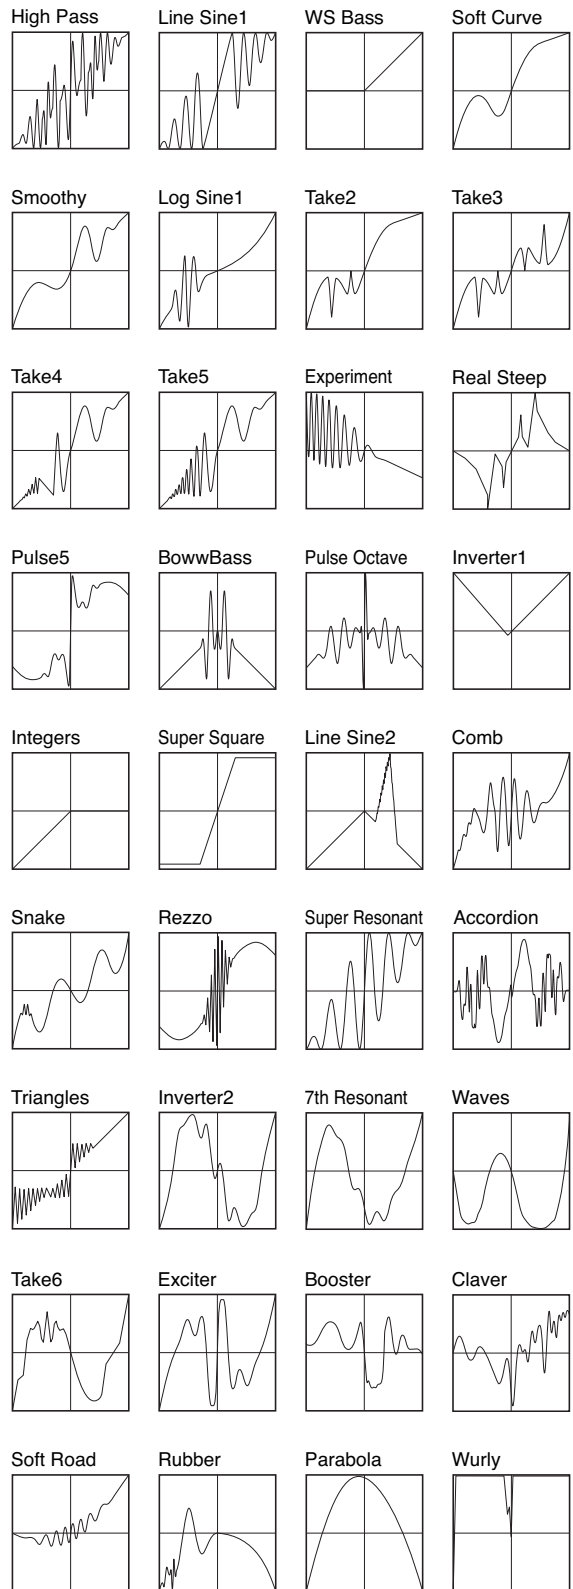 High Pass Line Sine1 WS Bass Soft Curve
Smoothy Log Sine1 Take2 Take3
Take4 Take5 Experiment Real Steep
Pulse5 BowwBass Pulse Octave Inverter1
Integers Super Square Line Sine2 Comb
Snake Rezzo Super Resonant Accordion
Triangles Inverter2 7th Resonant Waves
Take6 Exciter Booster Claver
Soft Road Rubber Parabola Wurly